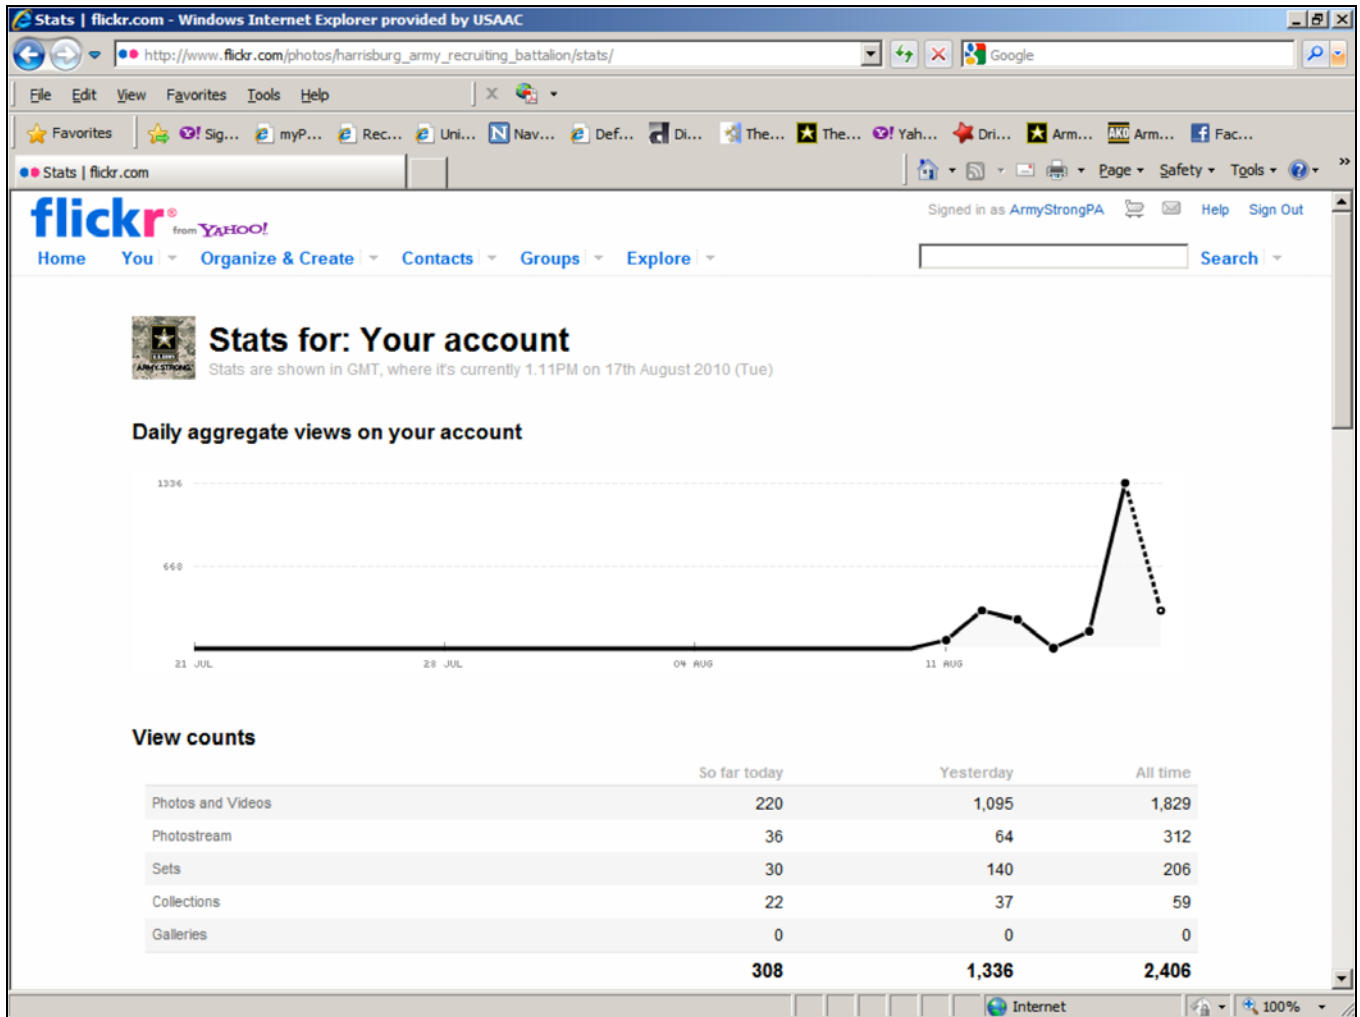 Stats | flickr.com - Windows Internet Explorer provided by USAAC
http://www.flickr.com/photos/harrisburg_army_recruiting_battalion/stats/
Google
File Edit View Favorites Tools Help
Favorites Sig... myP... Rec... Uni... N Nav... Def... Di... The... The... Yah... Dri... Arm... AKO Arm... Fac...
Stats | flickr.com
Page Safety Tools
flickr® from YAHOO!
Signed in as ArmyStrongPA Help Sign Out
Home You Organize & Create Contacts Groups Explore
Search
U.S. ARMY
ARMY STRONG
Stats for: Your account
Stats are shown in GMT, where it's currently 1.11PM on 17th August 2010 (Tue)
Daily aggregate views on your account
1336
668
21 JUL 28 JUL 04 AUG 11 AUG
View counts
So far today Yesterday All time
Photos and Videos 220 1,095 1,829
Photostream 36 64 312
Sets 30 140 206
Collections 22 37 59
Galleries 0 0 0
308 1,336 2,406
Internet 100%